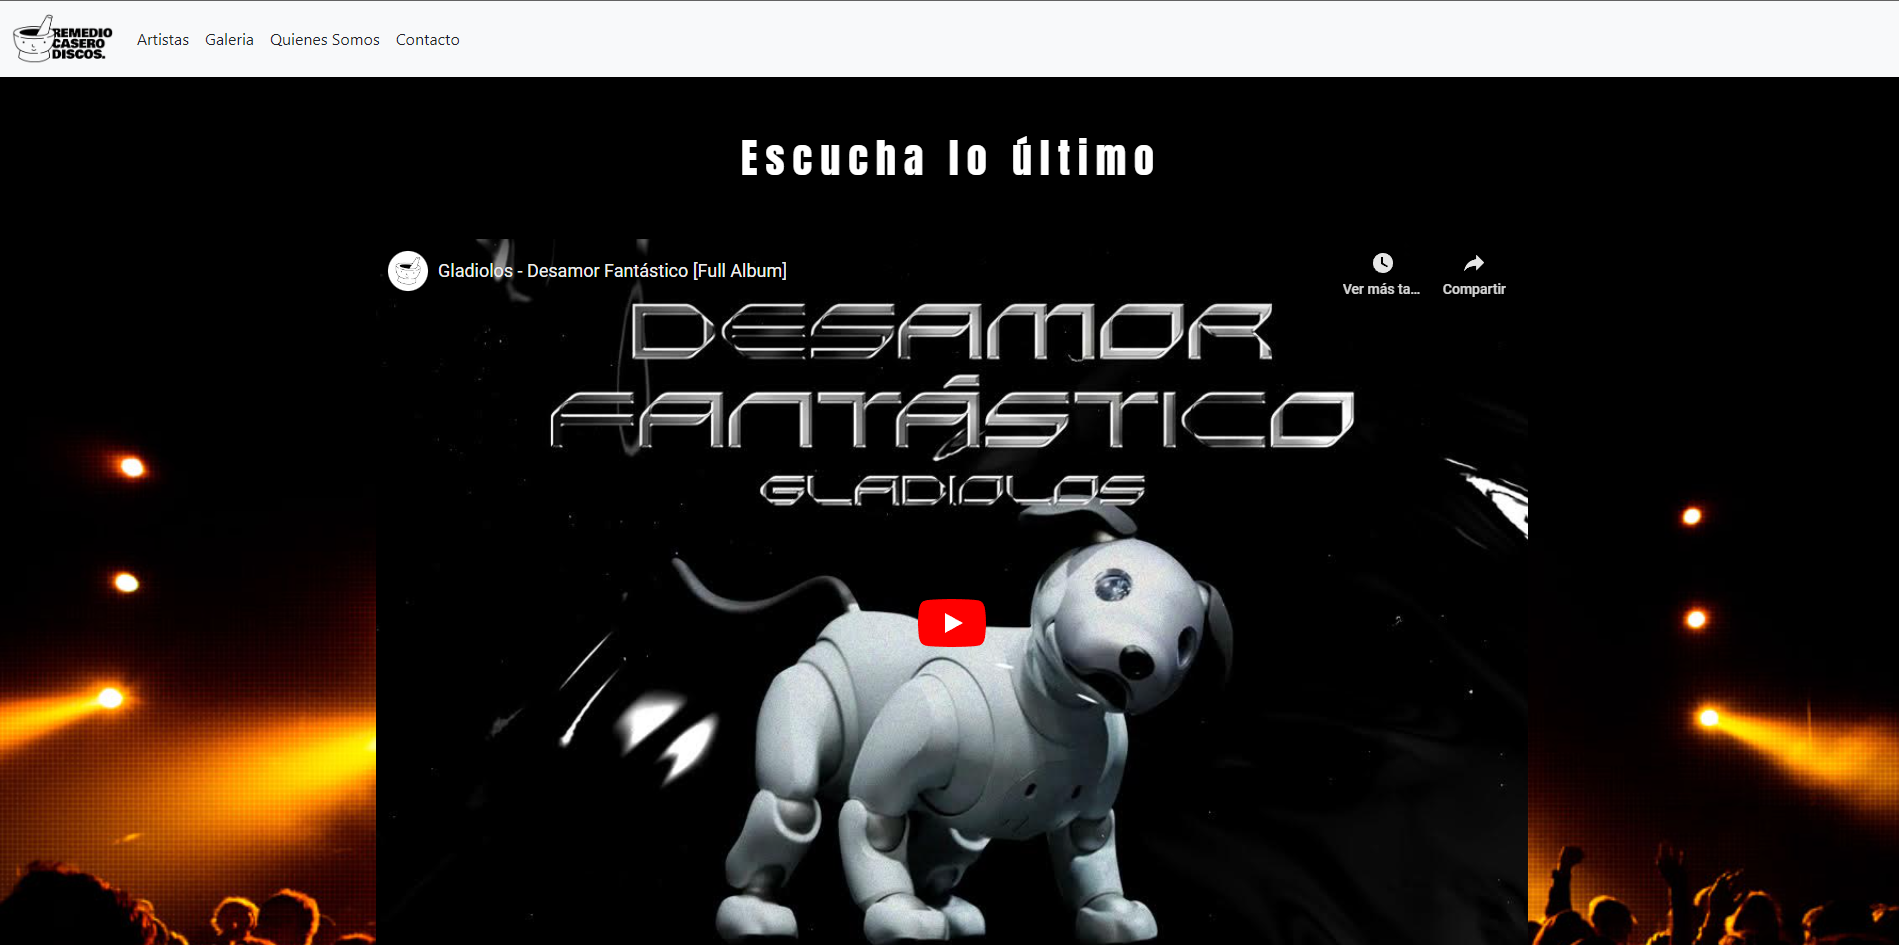 REMEDIO
CASERO
DISCOS.
Artistas Galeria Quienes Somos Contacto
Escucha lo último
Gladiolos - Desamor Fantástico [Full Album]
Ver más ta... Compartir
DESAMOR
FANTÁSTICO
GLADIOLOS